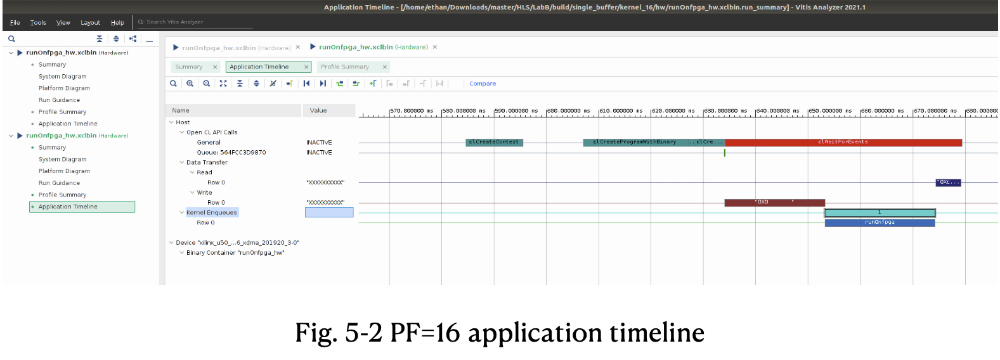 Application Timeline - [/home/ethan/Downloads/master/HLS/LabB/build/single_buffer/kernel_16/hw/runOnfpga_hw.xclbin.run_summary] - Vitis Analyzer 2021.1
File Tools View Layout Help Search Vitis Analyzer
runOnfpga_hw.xclbin (Hardware)
Summary
System Diagram
Platform Diagram
Run Guidance
Profile Summary
Application Timeline
runOnfpga_hw.xclbin (Hardware)
Summary
System Diagram
Platform Diagram
Run Guidance
Profile Summary
Application Timeline
runOnfpga_hw.xclbin (Hardware) × runOnfpga_hw.xclbin (Hardware) ×
Summary × Application Timeline × Profile Summary ×
Compare
Name Value
570.000000 ms 580.000000 ms 590.000000 ms 600.000000 ms 610.000000 ms 620.000000 ms 630.000000 ms 640.000000 ms 650.000000 ms 660.000000 ms 670.000000 ms 680.00000
Host
Open CL API Calls
General INACTIVE clCreateContext clCreateProgramWithBinary ...clCre... clWaitForEvents
Queue: 564FCC3D9870 INACTIVE
Data Transfer
Read
Row 0 "XXXXXXXXXX" "0Xc...
Write
Row 0 "XXXXXXXXXX" "0X0 "
Kernel Enqueues 1
Row 0 runOnfpga
Device "xilinx_u50_...6_xdma_201920_3-0"
Binary Container "runOnfpga_hw"
Fig. 5-2 PF=16 application timeline